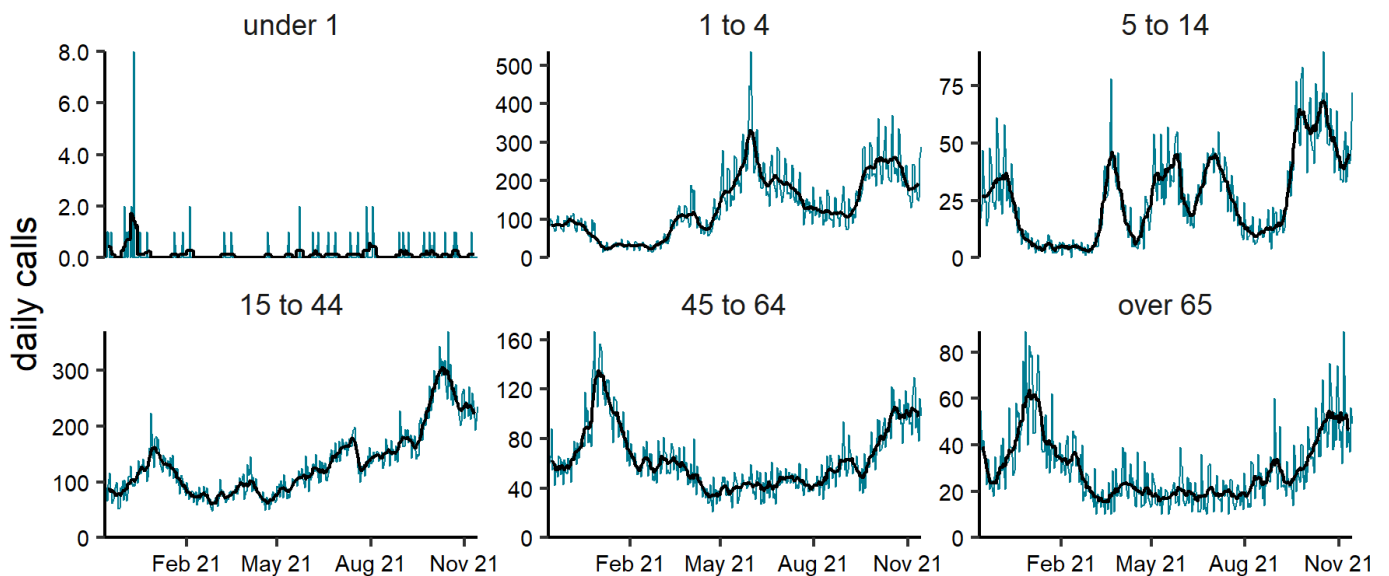 under 1
1 to 4
5 to 14
8.0
6.0
4.0
2.0
0.0
500
400
300
200
100
0
75
50
25
0
daily calls
15 to 44
45 to 64
over 65
300
200
100
0
160
120
80
40
0
80
60
40
20
0
Feb 21 May 21 Aug 21 Nov 21
Feb 21 May 21 Aug 21 Nov 21
Feb 21 May 21 Aug 21 Nov 21